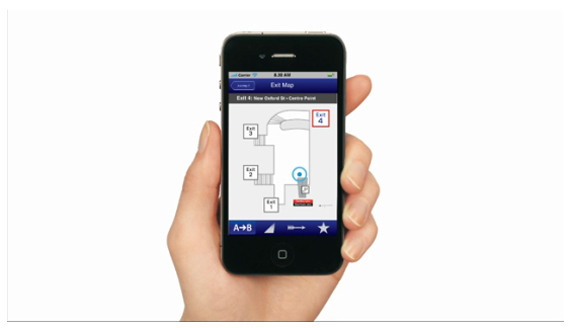 Carrier
8.28 AM
Exit Map
Exit 4: New Oxford St–Centre Point
Exit
4
Exit
3
Exit
2
Exit
1
A→B